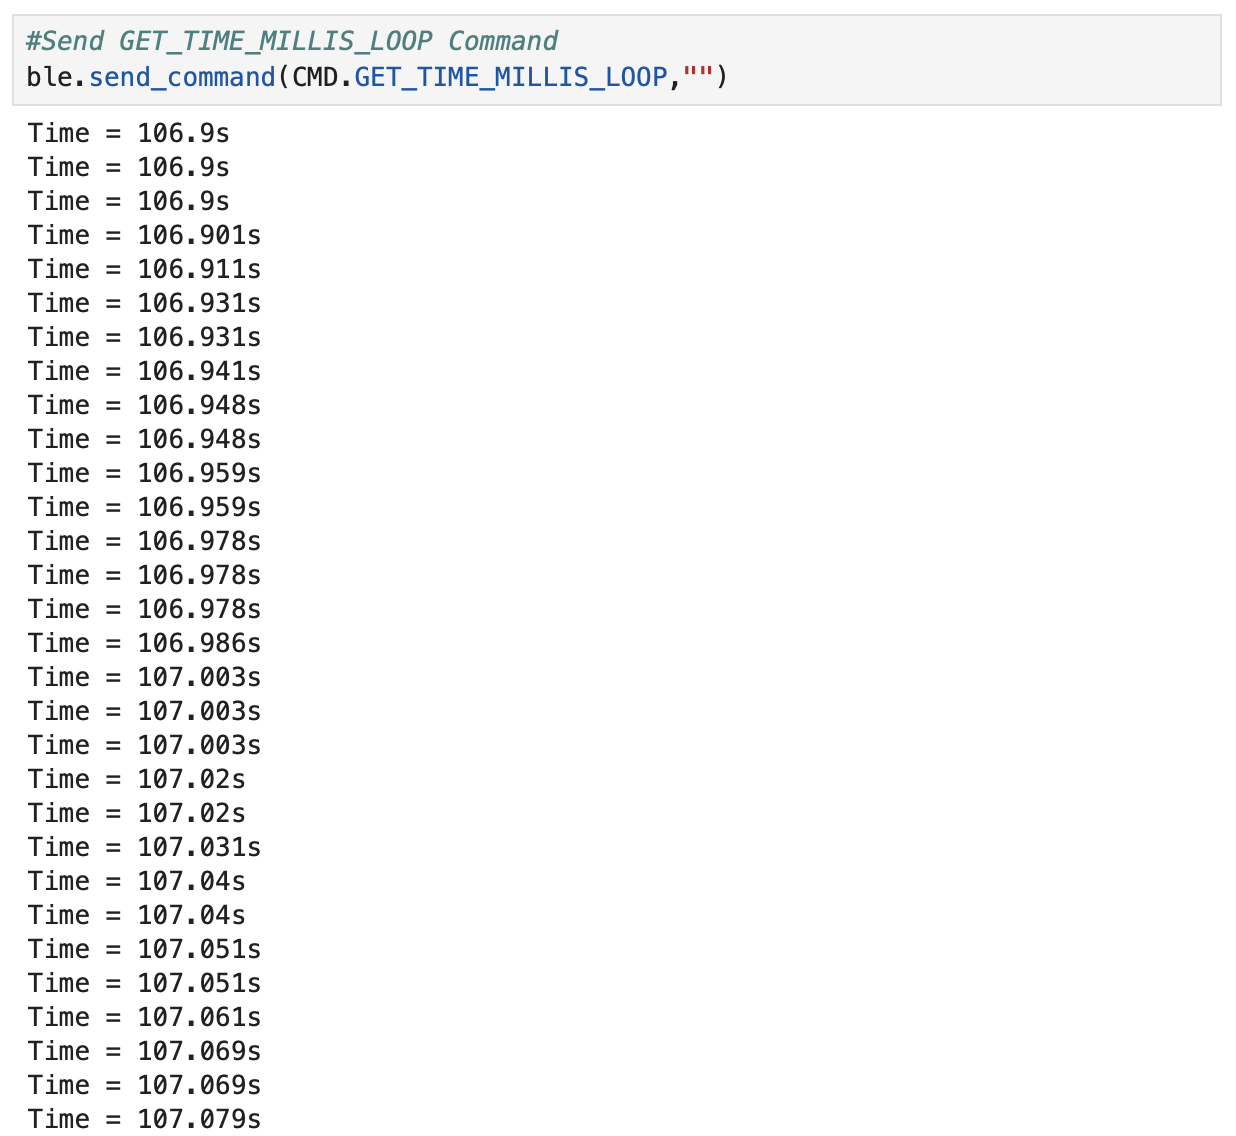 #Send GET_TIME_MILLIS_LOOP Command
ble.send_command(CMD.GET_TIME_MILLIS_LOOP,"")
Time = 106.9s
Time = 106.9s
Time = 106.9s
Time = 106.901s
Time = 106.911s
Time = 106.931s
Time = 106.931s
Time = 106.941s
Time = 106.948s
Time = 106.948s
Time = 106.959s
Time = 106.959s
Time = 106.978s
Time = 106.978s
Time = 106.978s
Time = 106.986s
Time = 107.003s
Time = 107.003s
Time = 107.003s
Time = 107.02s
Time = 107.02s
Time = 107.031s
Time = 107.04s
Time = 107.04s
Time = 107.051s
Time = 107.051s
Time = 107.061s
Time = 107.069s
Time = 107.069s
Time = 107.079s